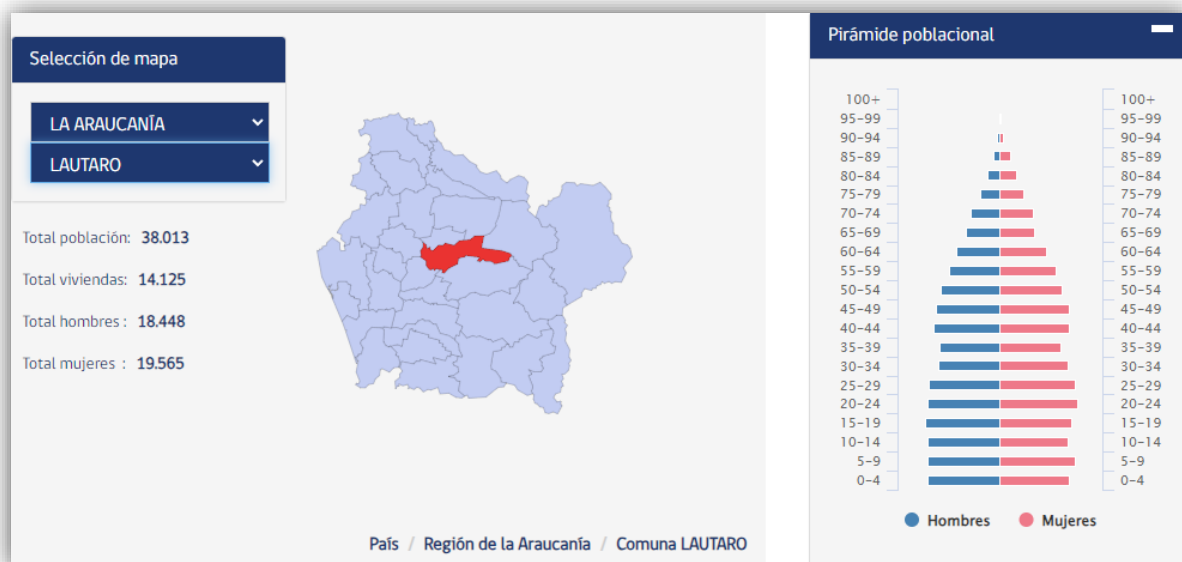 Selección de mapa
LA ARAUCANÍA
LAUTARO
Total población: 38.013
Total viviendas: 14.125
Total hombres : 18.448
Total mujeres : 19.565
País / Región de la Araucanía / Comuna LAUTARO
Pirámide poblacional
100+ 100+
95-99 95-99
90-94 90-94
85-89 85-89
80-84 80-84
75-79 75-79
70-74 70-74
65-69 65-69
60-64 60-64
55-59 55-59
50-54 50-54
45-49 45-49
40-44 40-44
35-39 35-39
30-34 30-34
25-29 25-29
20-24 20-24
15-19 15-19
10-14 10-14
5-9 5-9
0-4 0-4
Hombres Mujeres